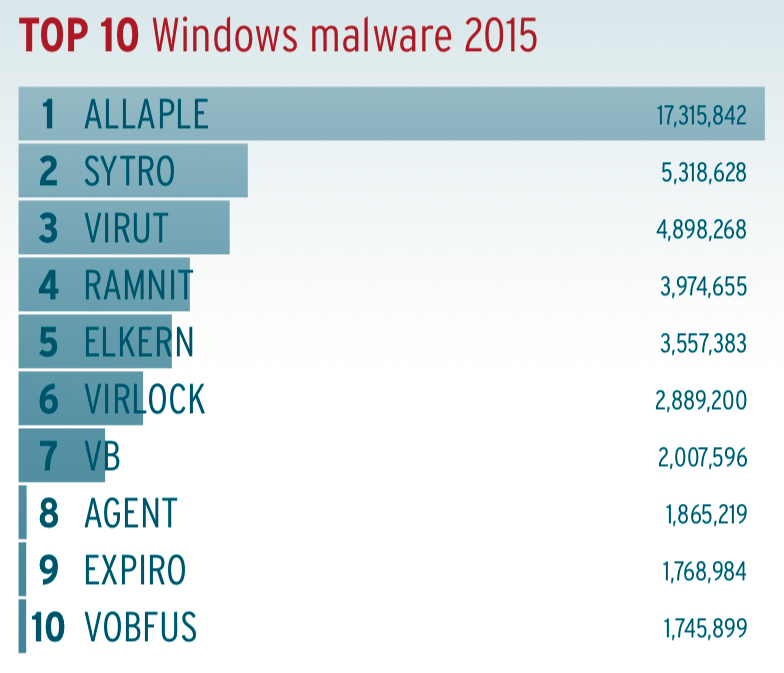 TOP 10 Windows malware 2015
1 ALLAPLE 17,315,842
2 SYTRO 5,318,628
3 VIRUT 4,898,268
4 RAMNIT 3,974,655
5 ELKERN 3,557,383
6 VIRLOCK 2,889,200
7 VB 2,007,596
8 AGENT 1,865,219
9 EXPIRO 1,768,984
10 VOBFUS 1,745,899